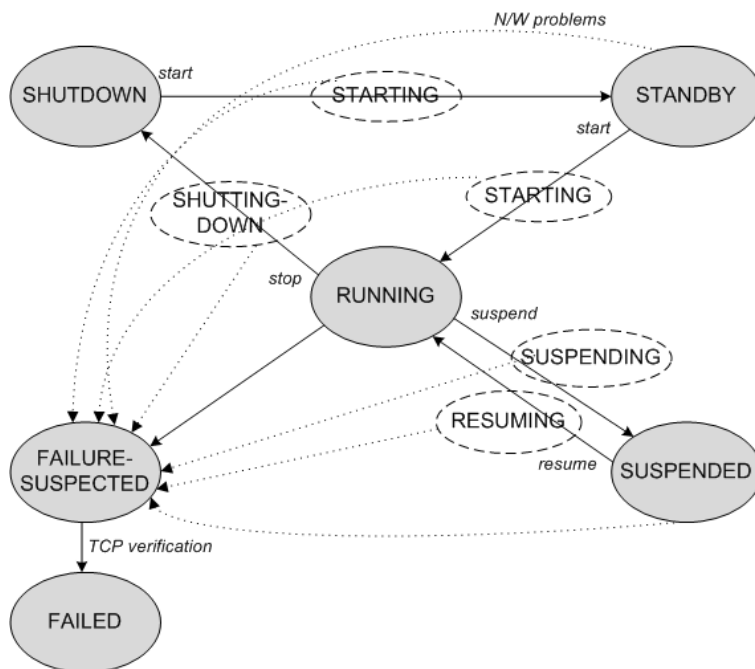 N/W problems
start
SHUTDOWN
STARTING
STANDBY
start
SHUTTING-
DOWN
STARTING
stop
RUNNING
suspend
SUSPENDING
RESUMING
FAILURE-
SUSPECTED
resume
SUSPENDED
TCP verification
FAILED